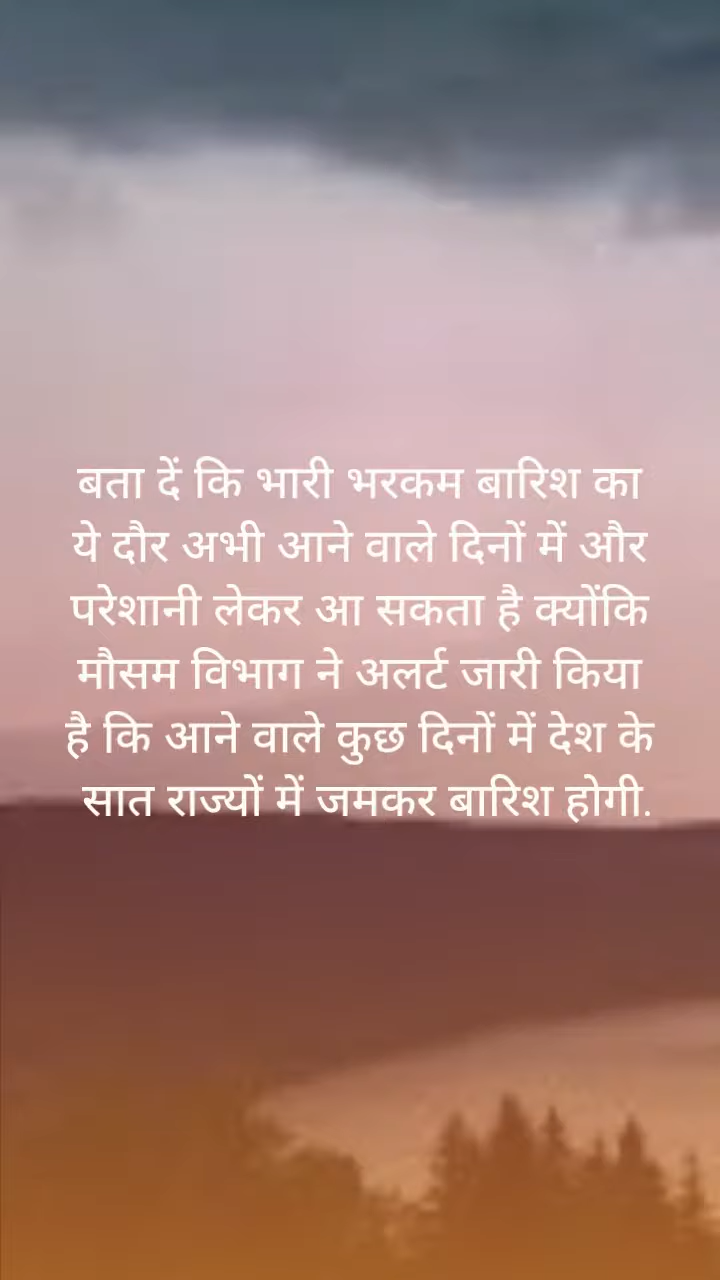 बता दें कि भारी भरकम बारिश का
ये दौर अभी आने वाले दिनों में और
परेशानी लेकर आ सकता है क्योंकि
मौसम विभाग ने अलर्ट जारी किया
है कि आने वाले कुछ दिनों में देश के
सात राज्यों में जमकर बारिश होगी.